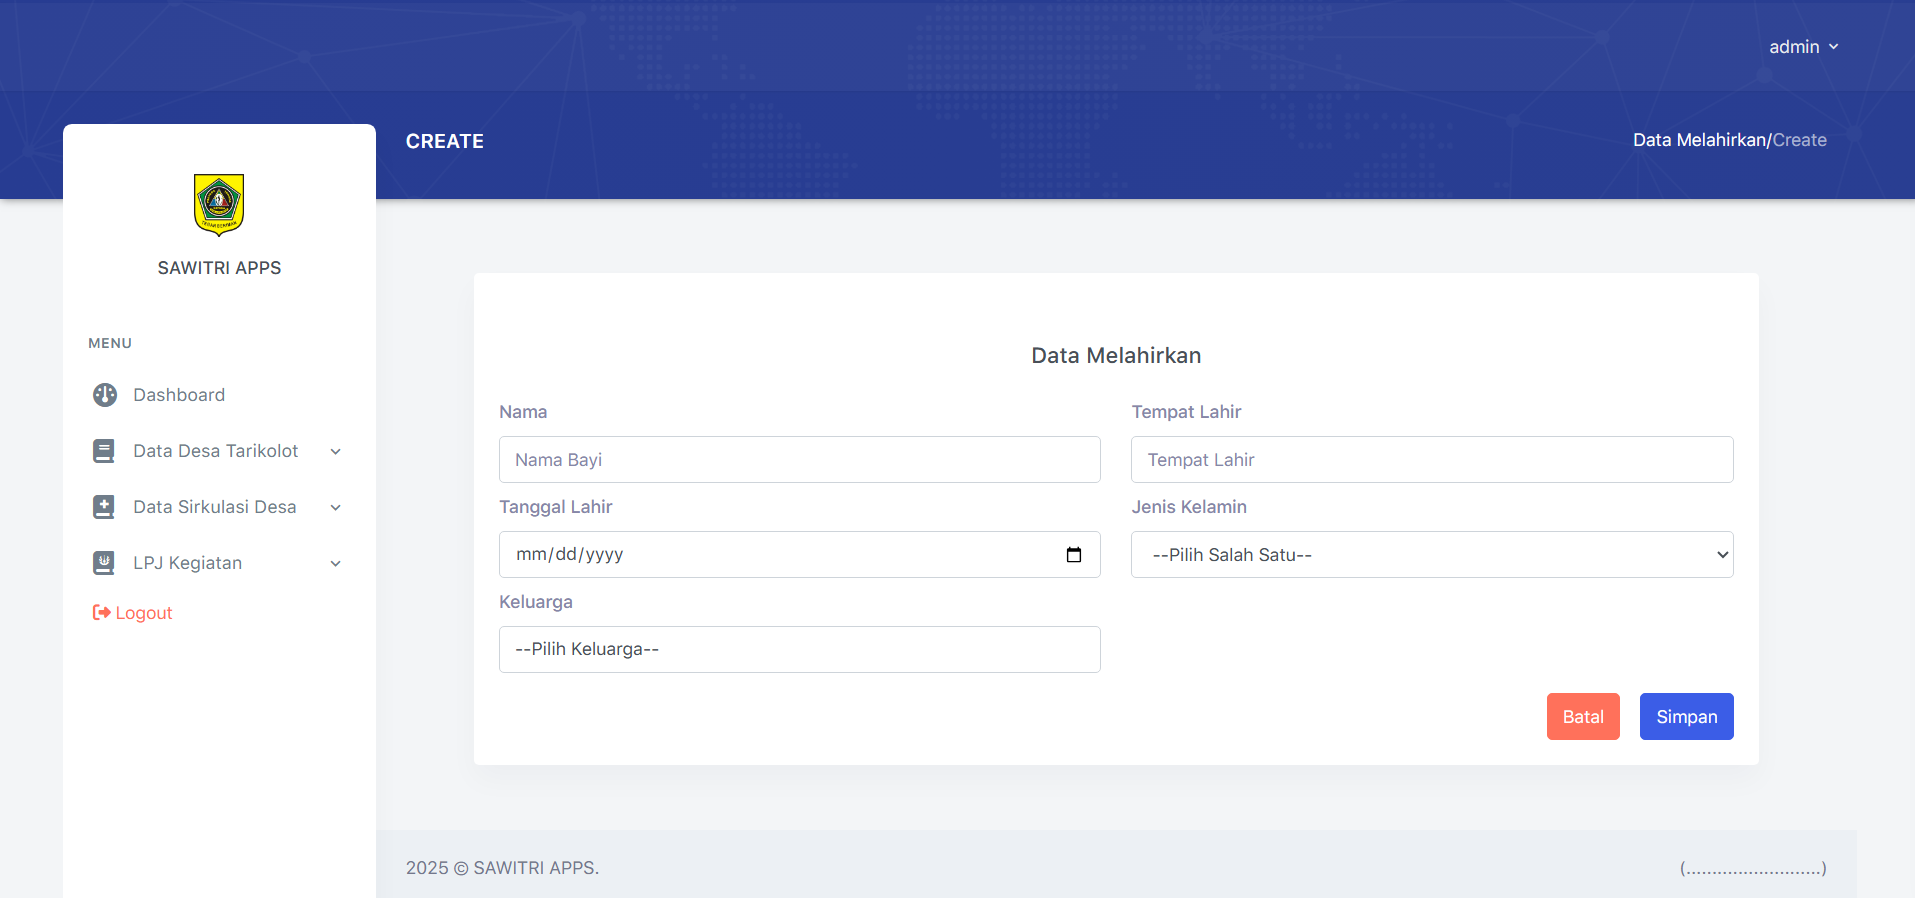 admin
CREATE
Data Melahirkan/Create
SAWITRI APPS
MENU
Dashboard
Data Desa Tarikolot
Data Sirkulasi Desa
LPJ Kegiatan
Logout
Data Melahirkan
Nama
Tempat Lahir
Nama Bayi
Tempat Lahir
Tanggal Lahir
Jenis Kelamin
mm/dd/yyyy
--Pilih Salah Satu--
Keluarga
--Pilih Keluarga--
Batal
Simpan
2025 © SAWITRI APPS.
(..........................)